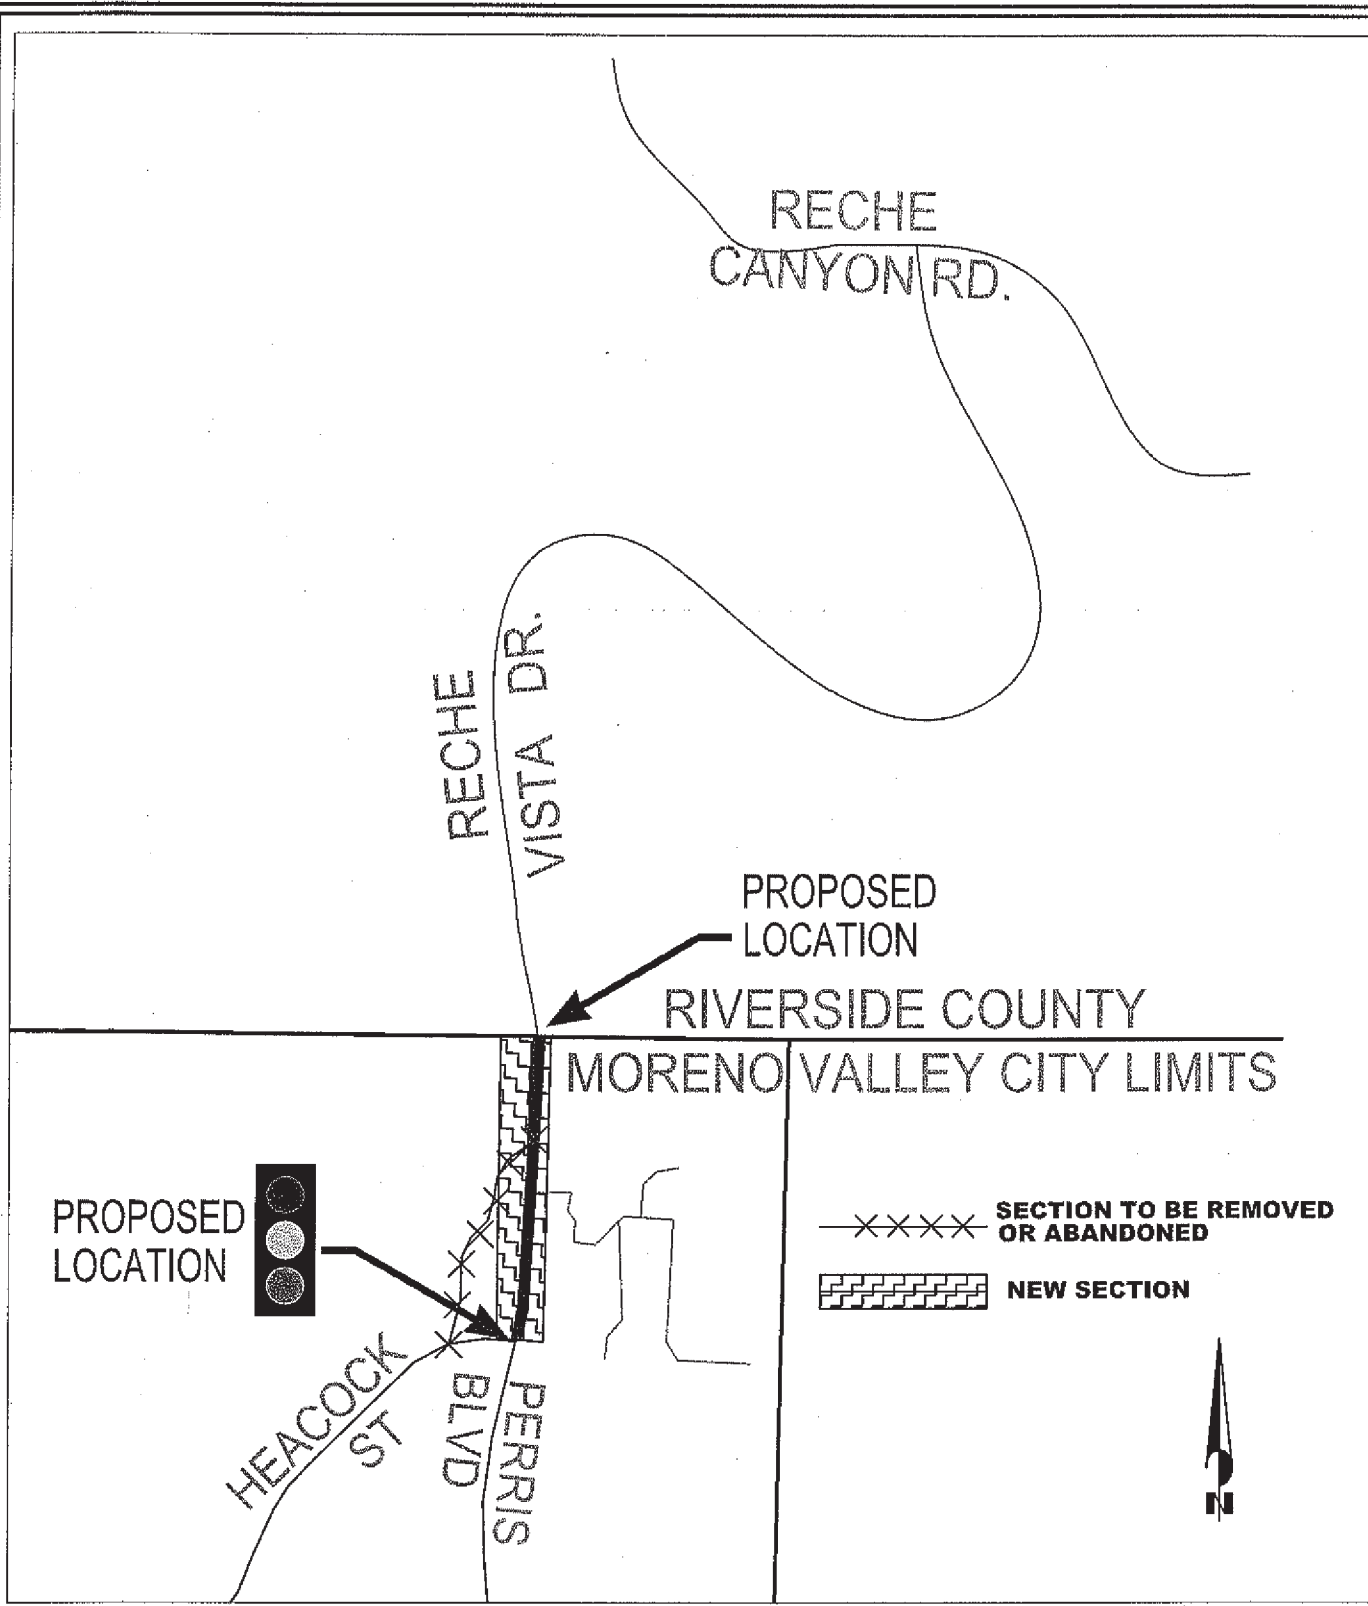 RECHE
CANYON RD.
RECHE
VISTA DR.
PROPOSED
LOCATION
RIVERSIDE COUNTY
MORENO VALLEY CITY LIMITS
PROPOSED
LOCATION
SECTION TO BE REMOVED
OR ABANDONED
NEW SECTION
HEACOCK
ST
PERRIS
BLVD
N